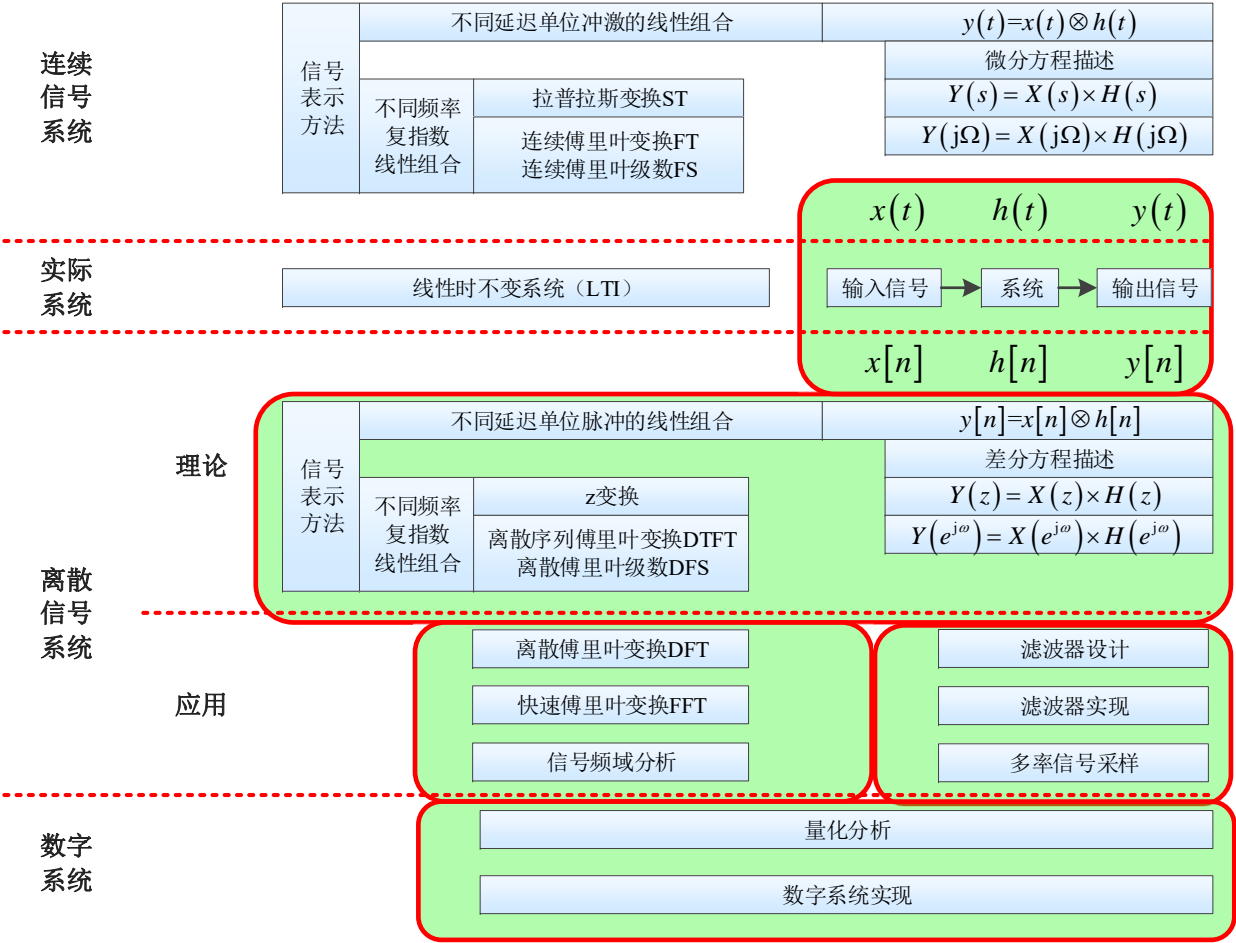 不同延迟单位冲激的线性组合
y(t)=x(t)⊗h(t)
连续
信号
系统
信号
表示
方法
微分方程描述
不同频率
复指数
线性组合
拉普拉斯变换ST
Y(s)=X(s)×H(s)
连续傅里叶变换FT
连续傅里叶级数FS
Y(jΩ)=X(jΩ)×H(jΩ)
x(t) h(t) y(t)
实际
系统
线性时不变系统（LTI）
输入信号
系统
输出信号
x[n] h[n] y[n]
不同延迟单位脉冲的线性组合
y[n]=x[n]⊗h[n]
理论
信号
表示
方法
差分方程描述
不同频率
复指数
线性组合
z变换
Y(z)=X(z)×H(z)
离散序列傅里叶变换DTFT
离散傅里叶级数DFS
Y(e^{jω})=X(e^{jω})×H(e^{jω})
离散
信号
系统
应用
离散傅里叶变换DFT
快速傅里叶变换FFT
信号频域分析
滤波器设计
滤波器实现
多率信号采样
数字
系统
量化分析
数字系统实现